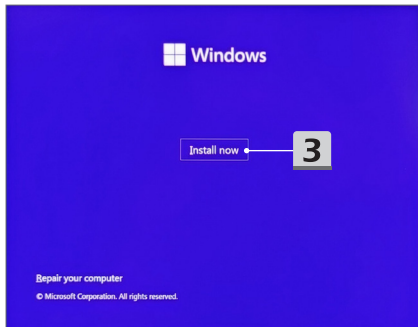 Windows
Install now
3
Repair your computer
© Microsoft Corporation. All rights reserved.